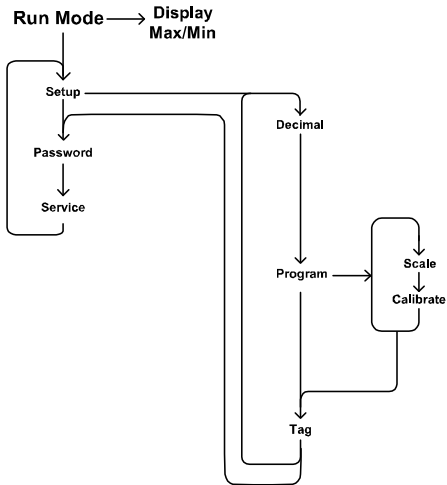 Run Mode
Display
Max/Min
Setup
Decimal
Password
Service
Program
Scale
Calibrate
Tag